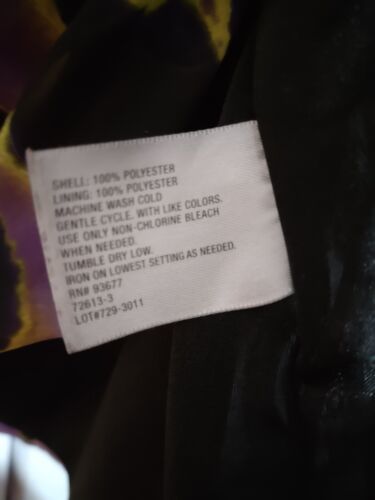 SHELL: 100% POLYESTER
LINING: 100% POLYESTER
MACHINE WASH COLD
GENTLE CYCLE. WITH LIKE COLORS.
USE ONLY NON-CHLORINE BLEACH
WHEN NEEDED.
TUMBLE DRY LOW.
IRON ON LOWEST SETTING AS NEEDED.
RN# 93677
72613-3
LOT#729-3011